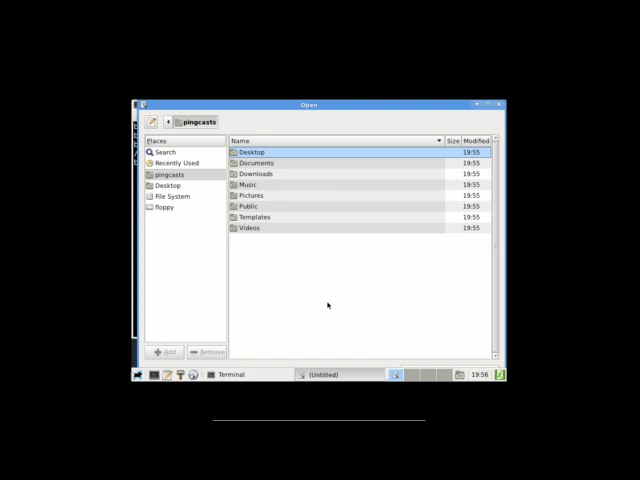 Open
pingcasts
Places
Name Size Modified
Search
Recently Used
pingcasts
Desktop
File System
floppy
Desktop 19:55
Documents 19:55
Downloads 19:55
Music 19:55
Pictures 19:55
Public 19:55
Templates 19:55
Videos 19:55
Add Remove
Terminal (Untitled) 19:56